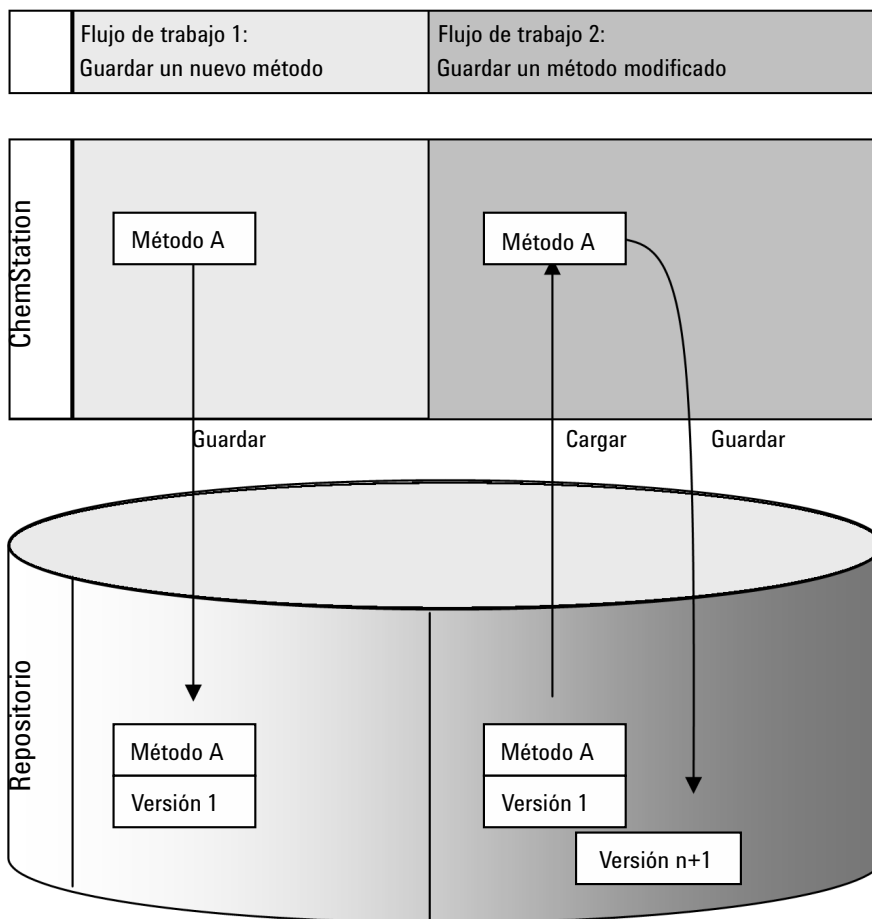 Flujo de trabajo 1:
Guardar un nuevo método
Flujo de trabajo 2:
Guardar un método modificado
ChemStation
Método A
Método A
Guardar
Cargar
Guardar
Repositorio
Método A
Versión 1
Método A
Versión 1
Versión n+1